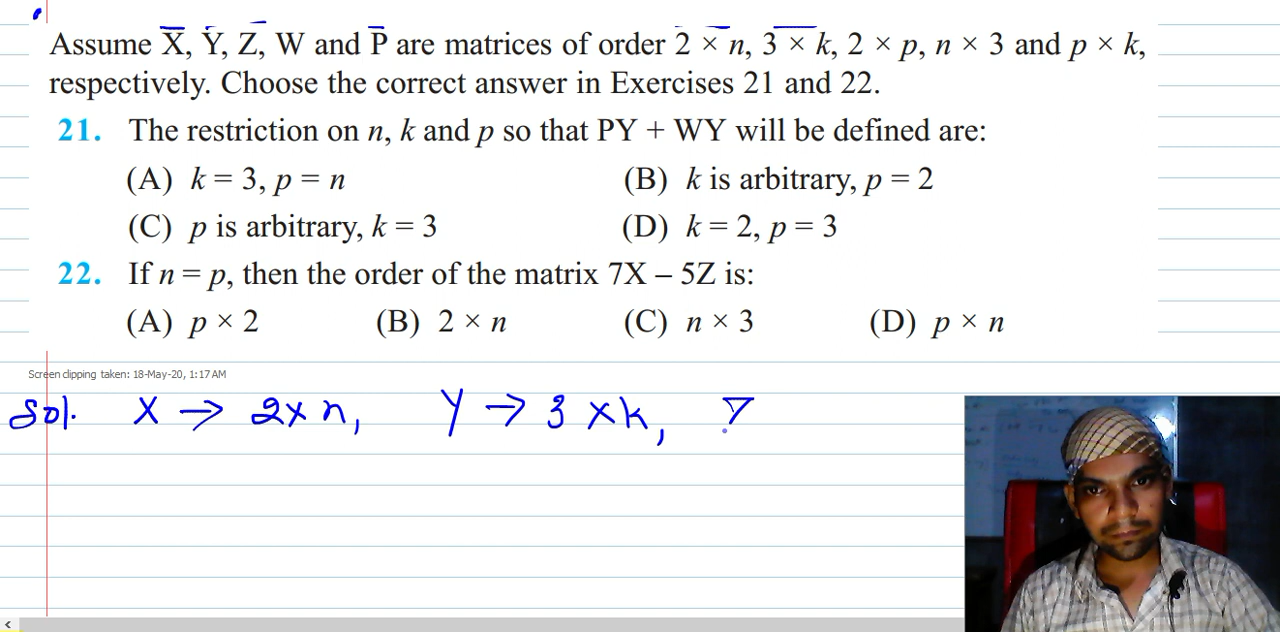 Assume X, Y, Z, W and P are matrices of order 2 × n, 3 × k, 2 × p, n × 3 and p × k,
respectively. Choose the correct answer in Exercises 21 and 22.
21. The restriction on n, k and p so that PY + WY will be defined are:
(A) k = 3, p = n (B) k is arbitrary, p = 2
(C) p is arbitrary, k = 3 (D) k = 2, p = 3
22. If n = p, then the order of the matrix 7X – 5Z is:
(A) p × 2 (B) 2 × n (C) n × 3 (D) p × n
Screen clipping taken: 18-May-20, 1:17 AM
Sol. X → 2 × n, Y → 3 × k,